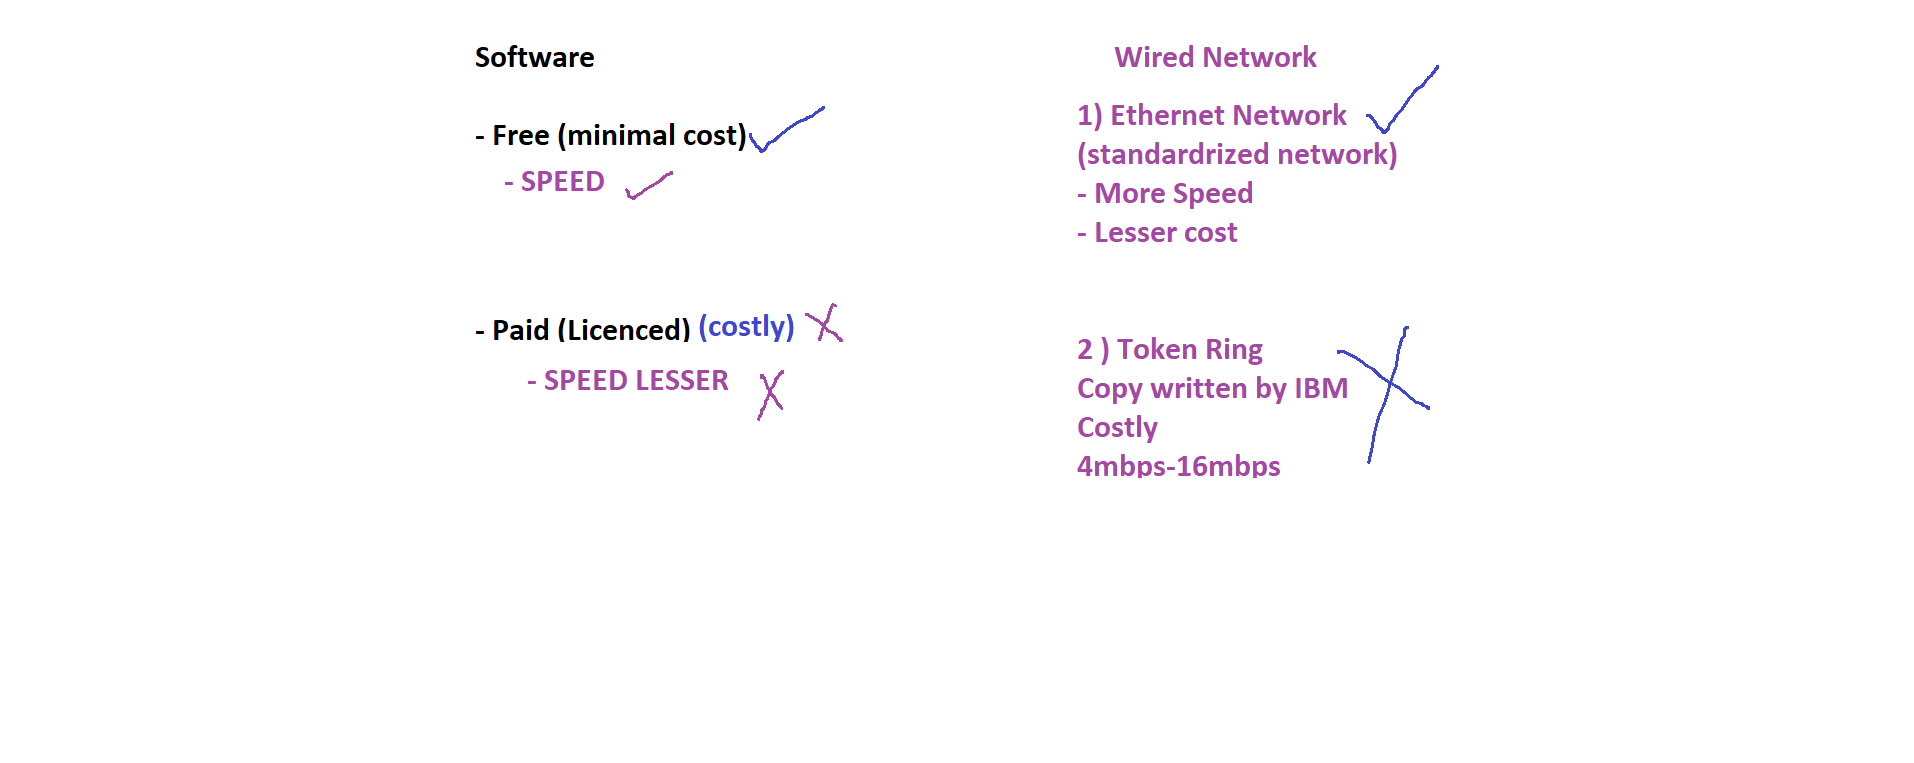 Software
- Free (minimal cost)
- SPEED
- Paid (Licenced) (costly)
- SPEED LESSER
Wired Network
1) Ethernet Network
(standardrized network)
- More Speed
- Lesser cost
2 ) Token Ring
Copy written by IBM
Costly
4mbps-16mbps